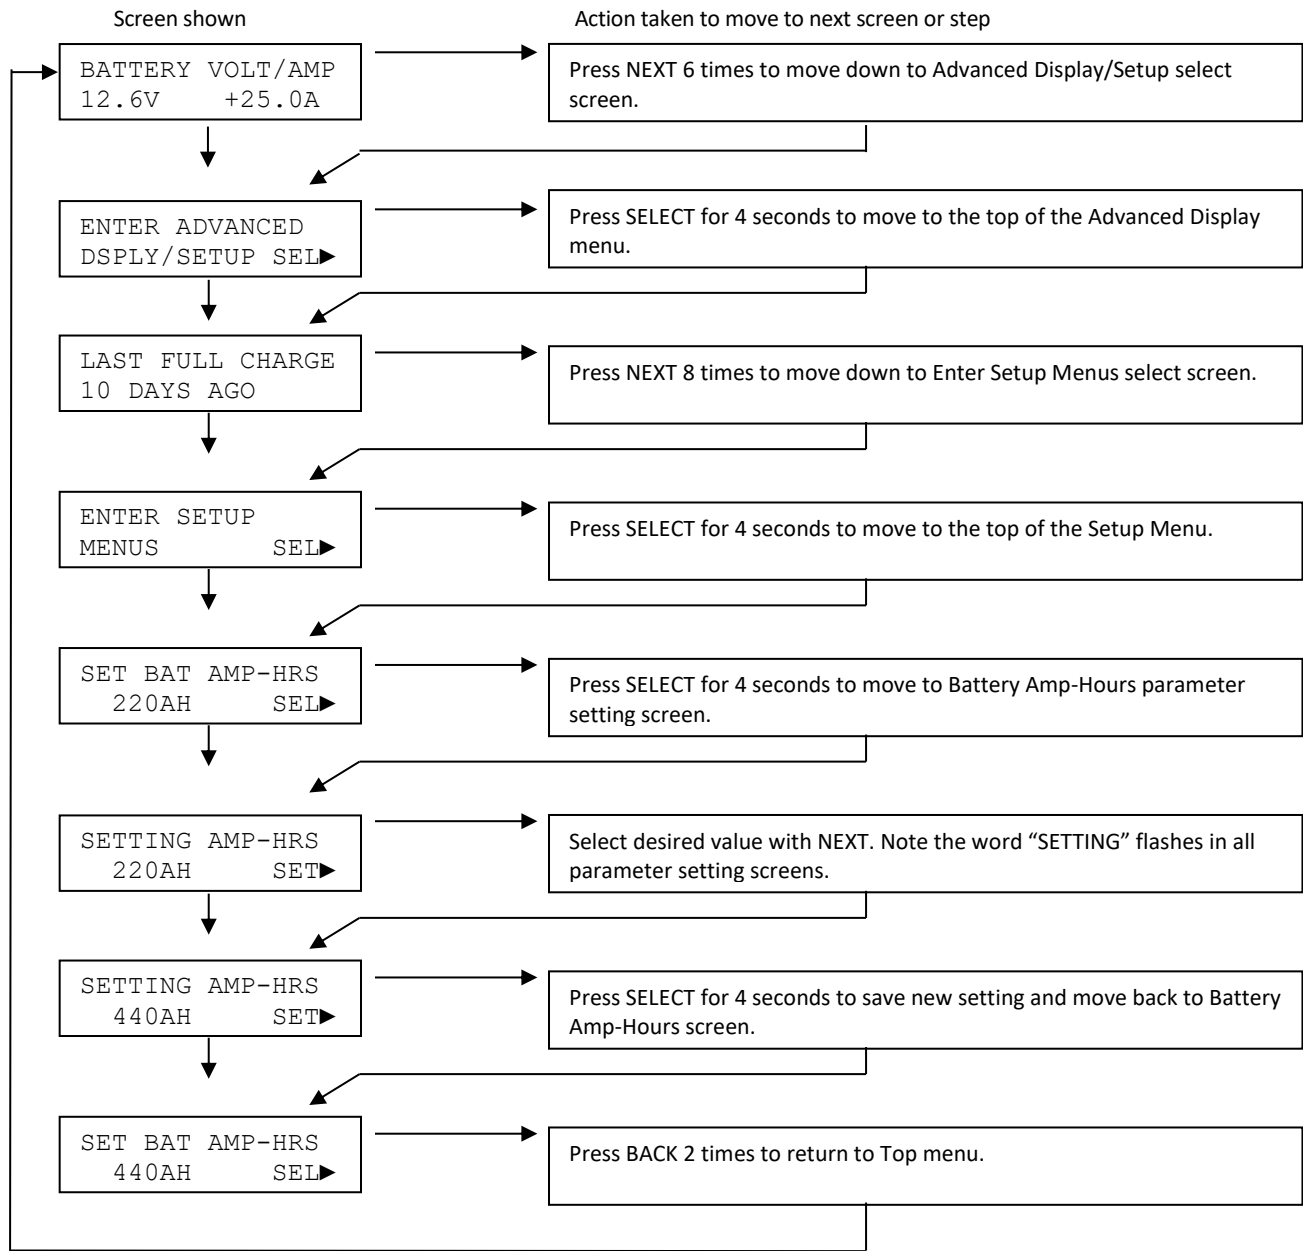 Screen shown
Action taken to move to next screen or step
BATTERY VOLT/AMP
12.6V +25.0A
Press NEXT 6 times to move down to Advanced Display/Setup select
screen.
ENTER ADVANCED
DSPLY/SETUP SEL►
Press SELECT for 4 seconds to move to the top of the Advanced Display
menu.
LAST FULL CHARGE
10 DAYS AGO
Press NEXT 8 times to move down to Enter Setup Menus select screen.
ENTER SETUP
MENUS SEL►
Press SELECT for 4 seconds to move to the top of the Setup Menu.
SET BAT AMP-HRS
220AH SEL►
Press SELECT for 4 seconds to move to Battery Amp-Hours parameter
setting screen.
SETTING AMP-HRS
220AH SET►
Select desired value with NEXT. Note the word “SETTING” flashes in all
parameter setting screens.
SETTING AMP-HRS
440AH SET►
Press SELECT for 4 seconds to save new setting and move back to Battery
Amp-Hours screen.
SET BAT AMP-HRS
440AH SEL►
Press BACK 2 times to return to Top menu.